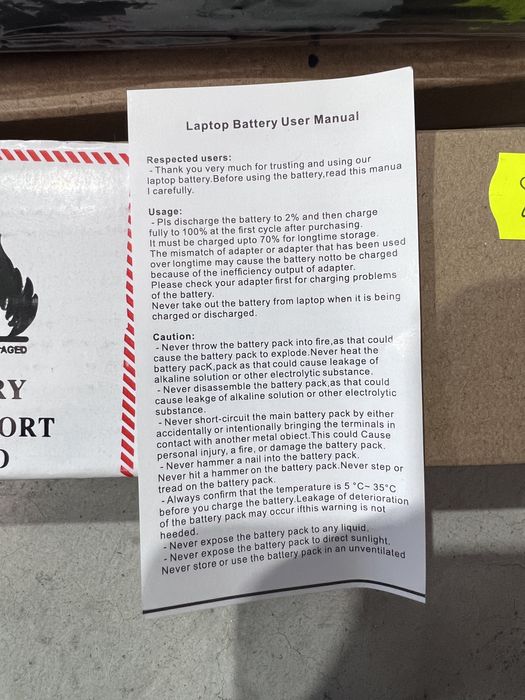 Laptop Battery User Manual
Respected users:
- Thank you very much for trusting and using our
laptop battery.Before using the battery,read this manua
l carefully.
Usage:
- Pls discharge the battery to 2% and then charge
fully to 100% at the first cycle after purchasing.
It must be charged upto 70% for longtime storage.
The mismatch of adapter or adapter that has been used
over longtime may cause the battery notto be charged
because of the inefficiency output of adapter.
Please check your adapter first for charging problems
of the battery.
Never take out the battery from laptop when it is being
charged or discharged.
Caution:
- Never throw the battery pack into fire,as that could
cause the battery pack to explode.Never heat the
battery pacK,pack as that could cause leakage of
alkaline solution or other electrolytic substance.
- Never disassemble the battery pack,as that could
cause leakge of alkaline solution or other electrolytic
substance.
- Never short-circuit the main battery pack by either
accidentally or intentionally bringing the terminals in
contact with another metal obiect.This could Cause
personal injury, a fire, or damage the battery pack.
- Never hammer a nail into the battery pack.
Never hit a hammer on the battery pack.Never step or
tread on the battery pack.
- Always confirm that the temperature is 5 °C~ 35°C
before you charge the battery.Leakage of deterioration
of the battery pack may occur ifthis warning is not
heeded.
- Never expose the battery pack to any liquid.
- Never expose the battery pack to direct sunlight.
Never store or use the battery pack in an unventilated
AGED
RY
ORT